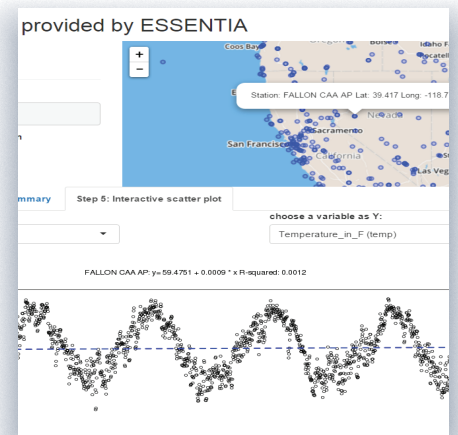 provided by ESSENTIA
Coos Bay
Idaho F
ocatell
+
−
Station: FALLON CAA AP Lat: 39.417 Long: -118.7
Nevada
Sacramento
San Francisco
California
Las Veg
mmary
Step 5: Interactive scatter plot
choose a variable as Y:
Temperature_in_F (temp)
FALLON CAA AP: y= 59.4751 + 0.0009 * x R-squared: 0.0012